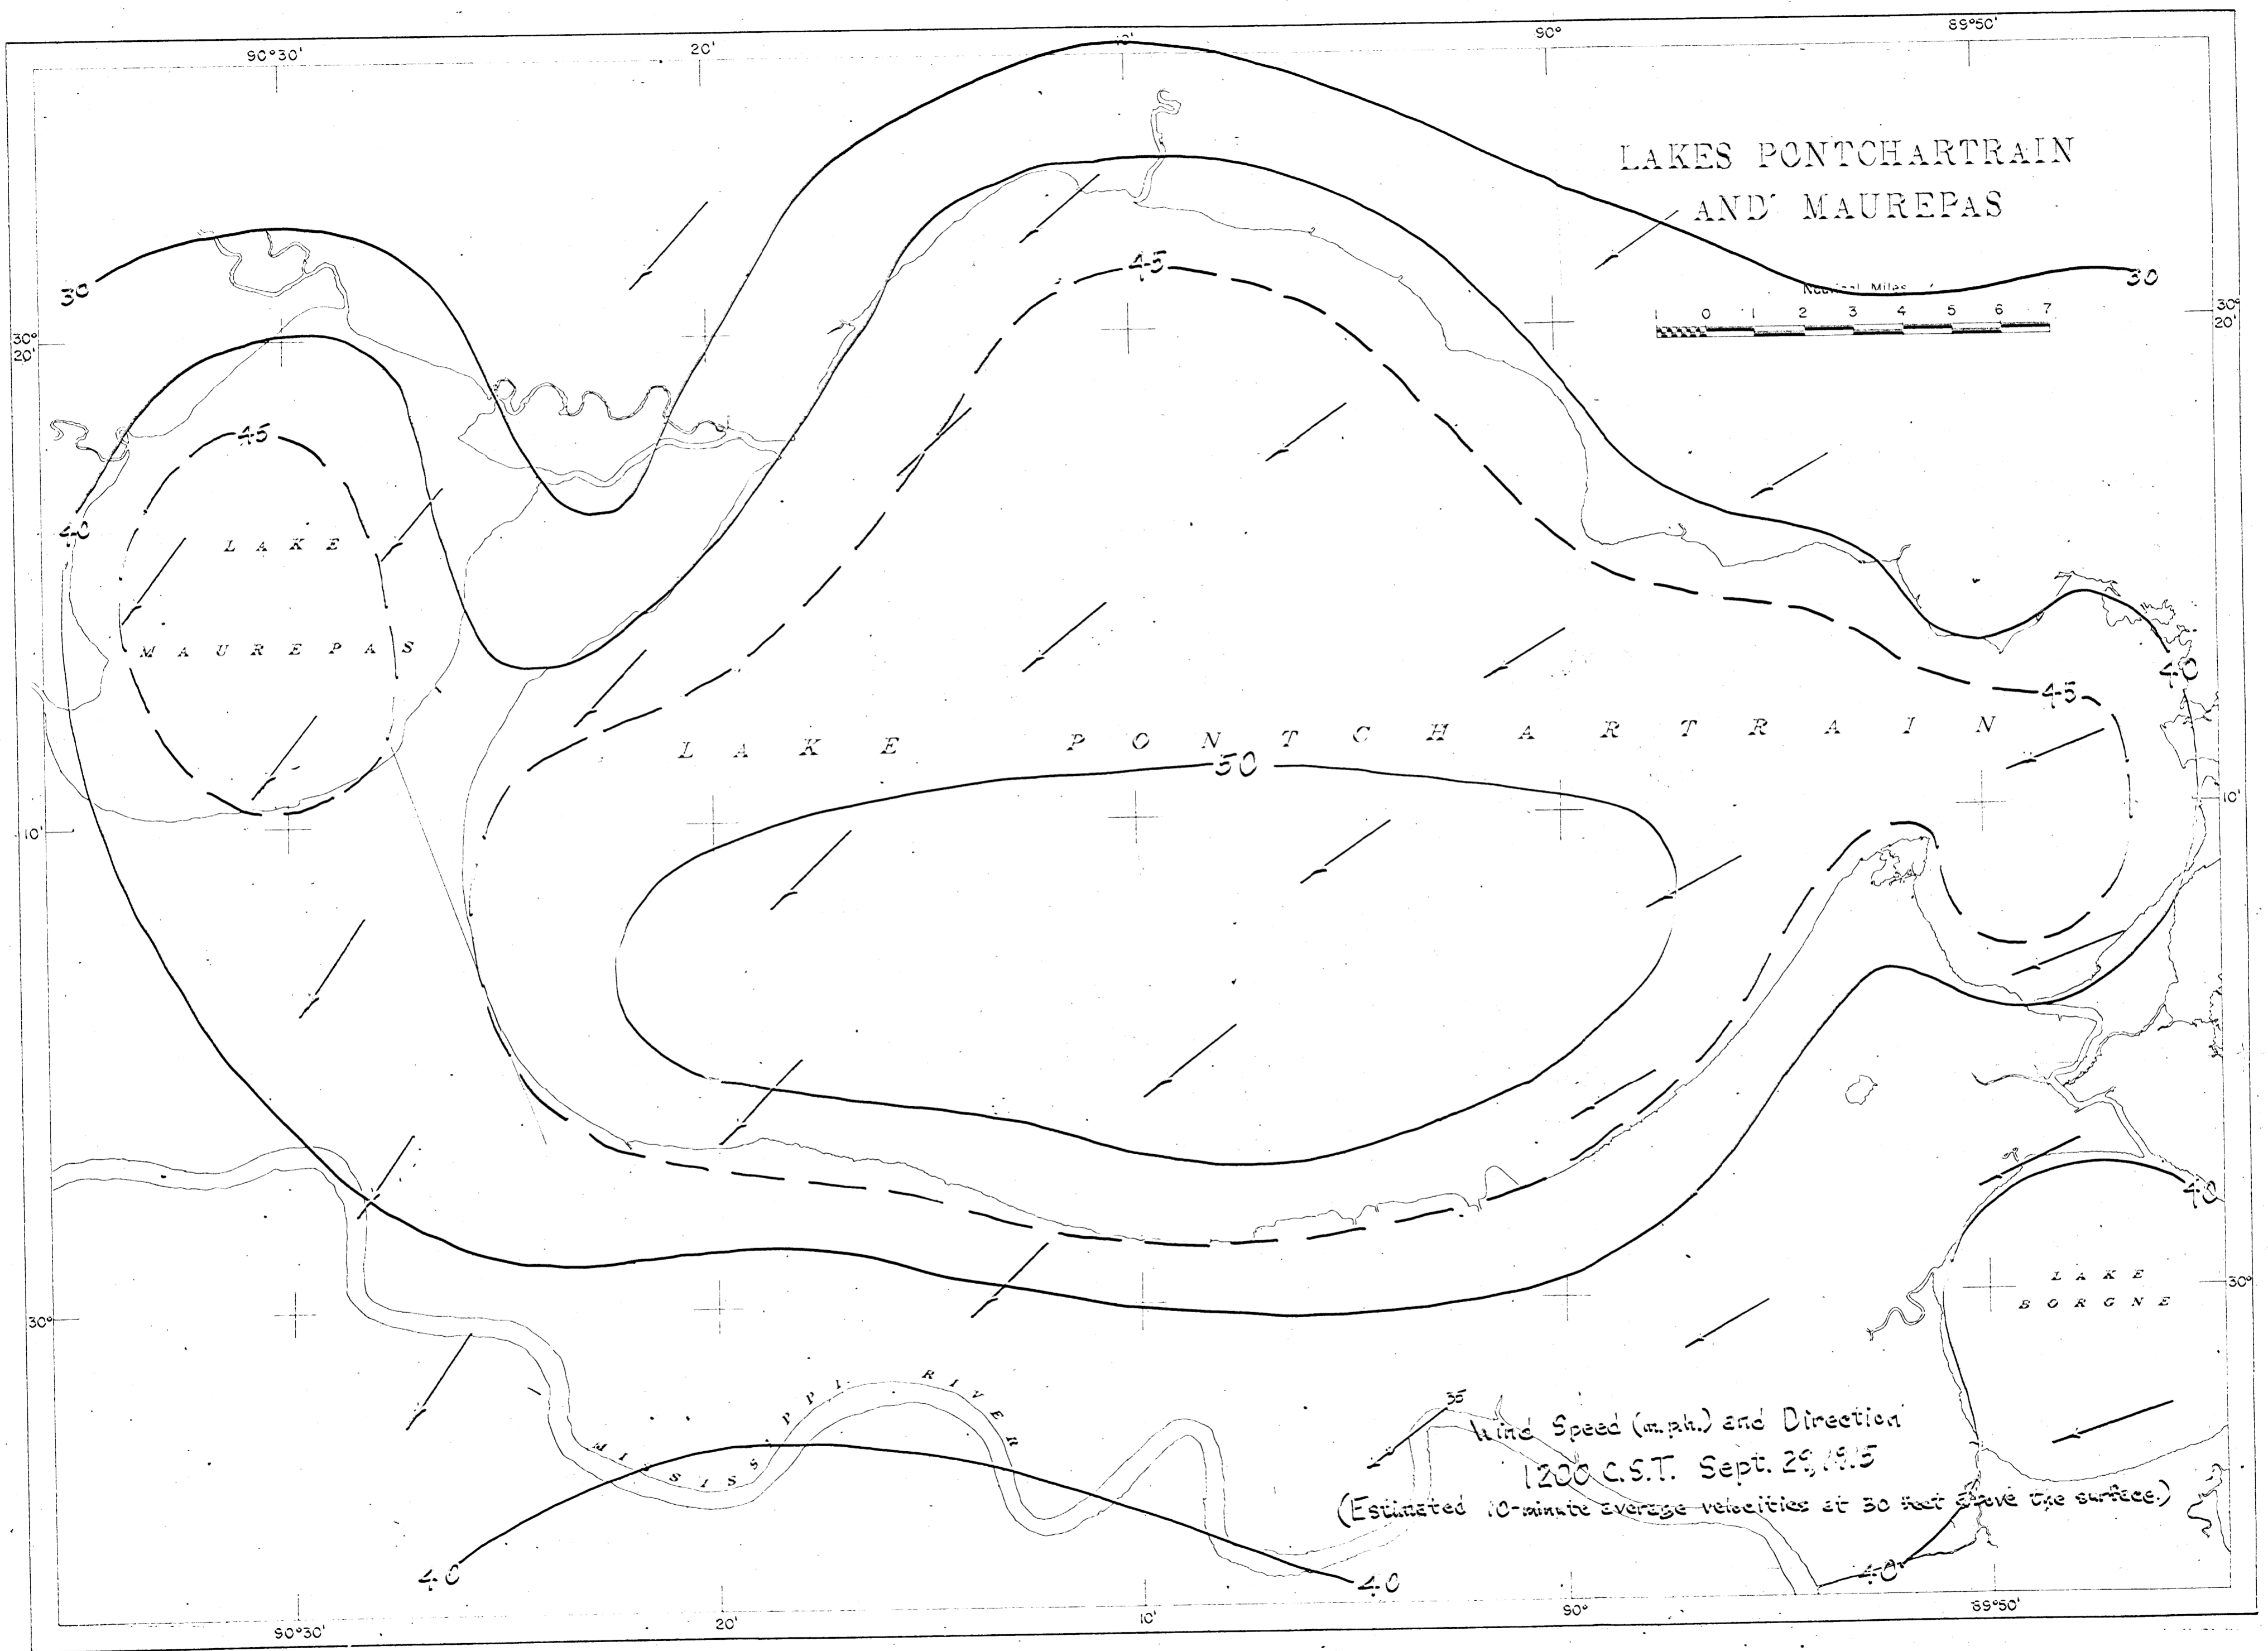 90°30'
20'
10'
90°
89°50'
LAKES PONTCHARTRAIN
AND MAUREPAS
30
45
30
Nautical Miles
1 0 1 2 3 4 5 6 7
30°
20'
30°
20'
45
40
LAKE
MAUREPAS
40
45
LAKE PONTCHARTRAIN
50
10'
10'
40
LAKE
BORGNE
30°
30°
MISSISSIPPI RIVER
35
Wind Speed (m.p.h.) and Direction
1200 C.S.T. Sept. 29, 1915
(Estimated 10-minute average velocities at 30 feet above the surface.)
40
40
40
90°30'
20'
10'
90°
89°50'